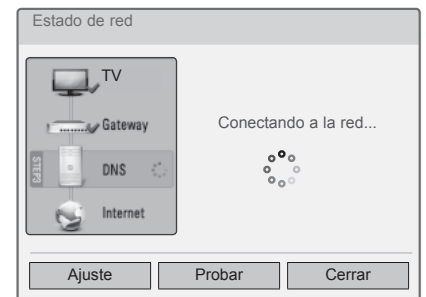 Estado de red
TV
Gateway
STEP3
DNS
Internet
Conectando a la red...
Ajuste
Probar
Cerrar